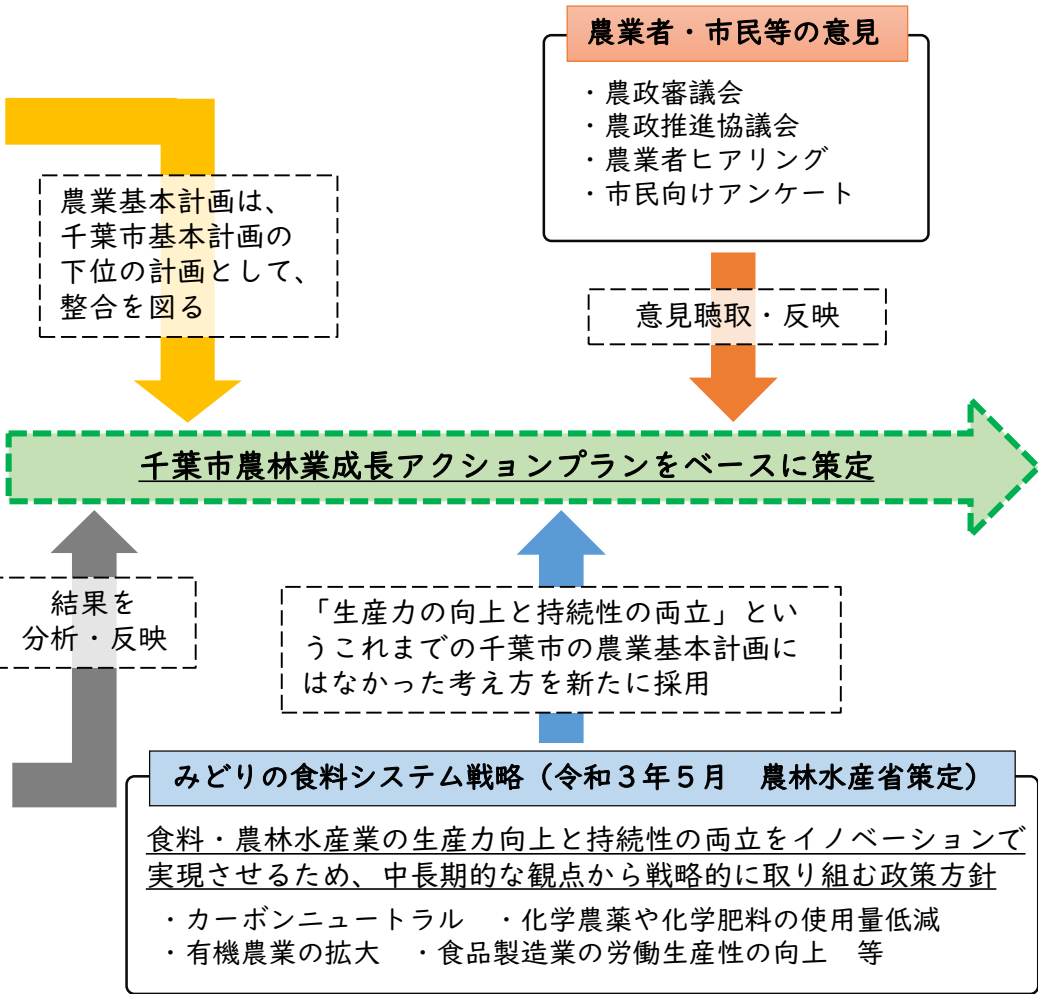 農業者・市民等の意見
・農政審議会
・農政推進協議会
・農業者ヒアリング
・市民向けアンケート
農業基本計画は、
千葉市基本計画の
下位の計画として、
整合を図る
意見聴取・反映
千葉市農林業成長アクションプランをベースに策定
結果を
分析・反映
「生産力の向上と持続性の両立」とい
うこれまでの千葉市の農業基本計画に
はなかった考え方を新たに採用
みどりの食料システム戦略（令和３年５月　農林水産省策定）
食料・農林水産業の生産力向上と持続性の両立をイノベーションで
実現させるため、中長期的な観点から戦略的に取り組む政策方針
・カーボンニュートラル　・化学農薬や化学肥料の使用量低減
・有機農業の拡大　・食品製造業の労働生産性の向上　等